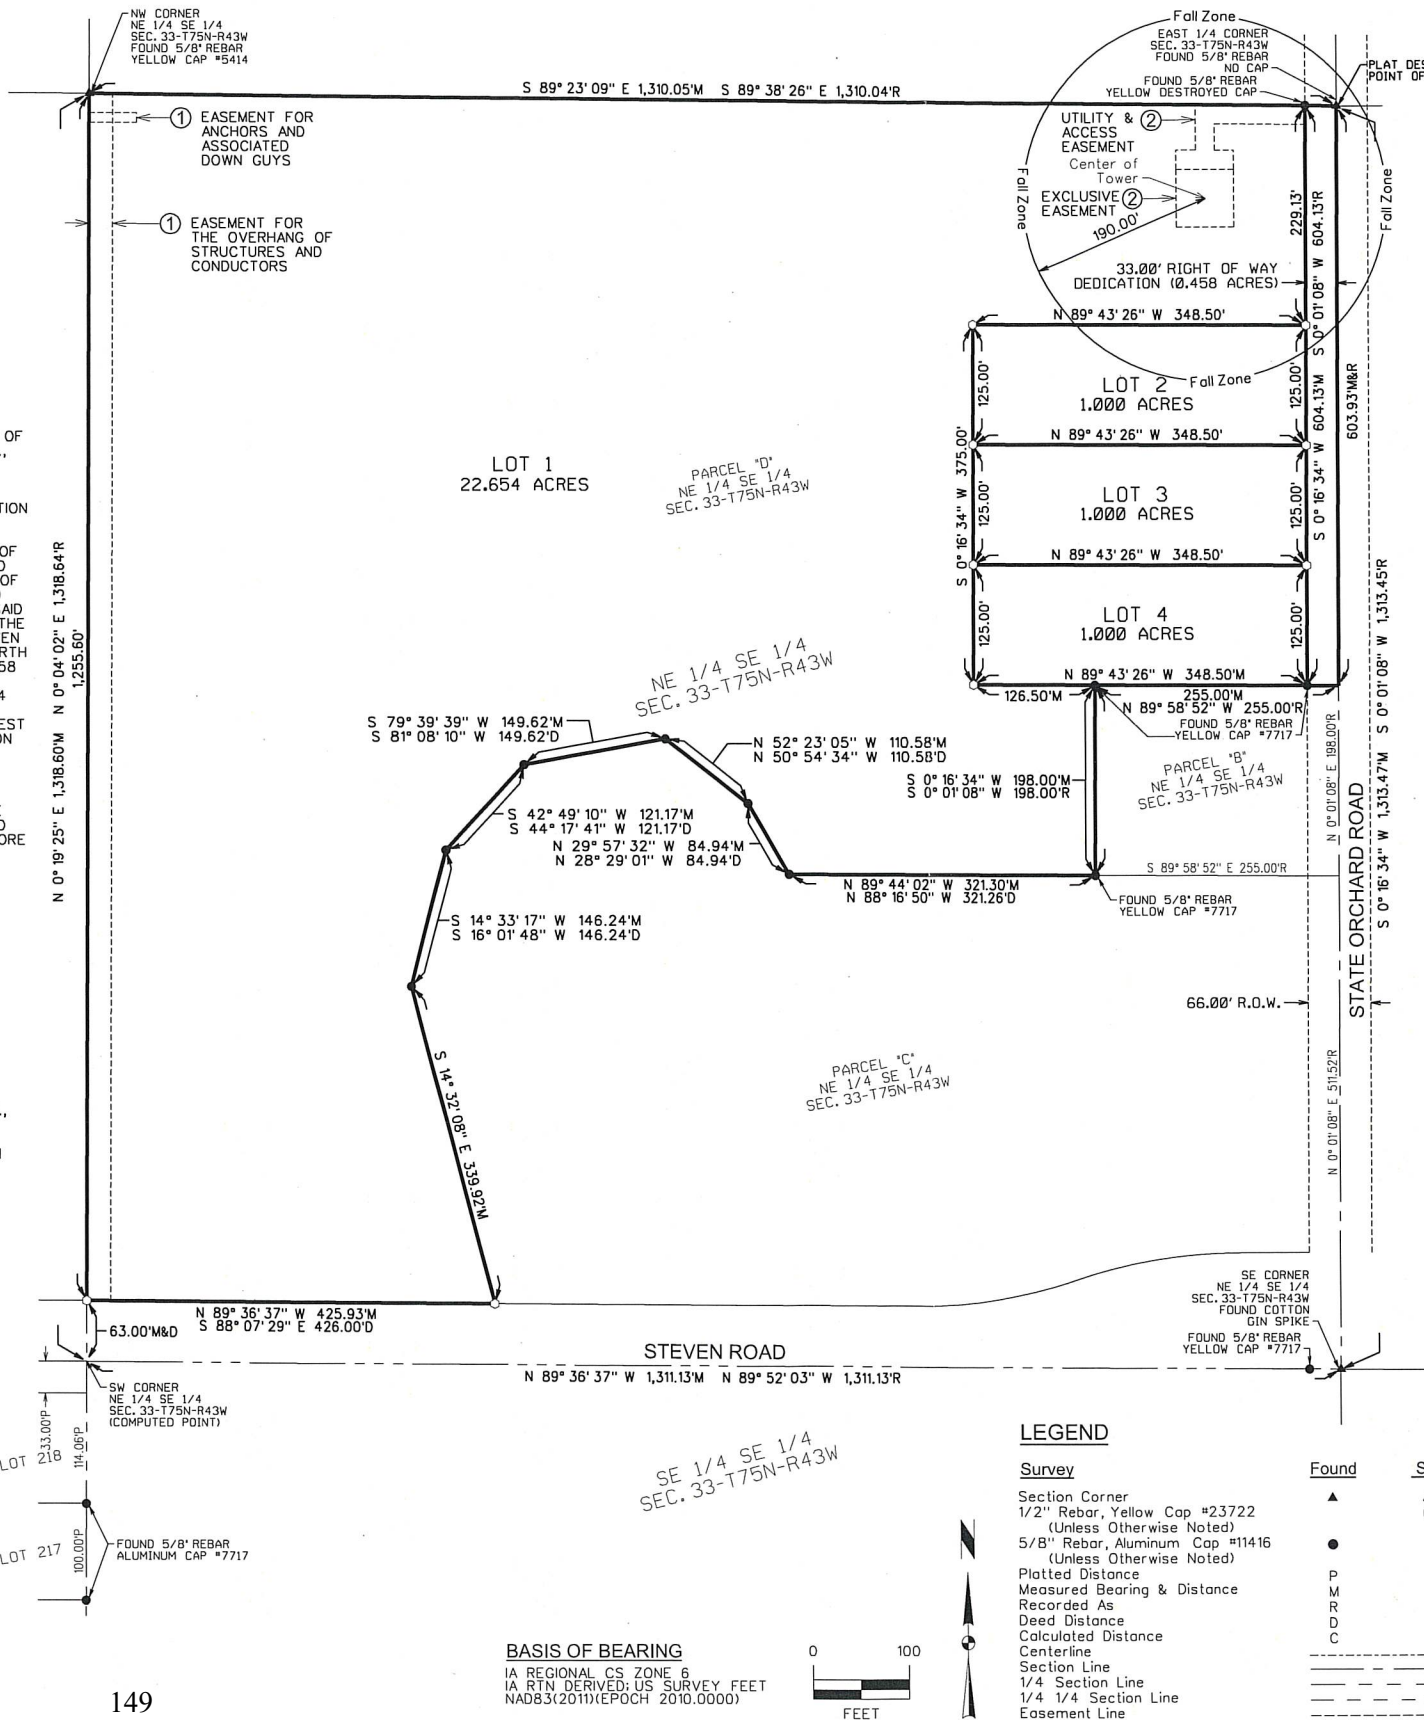 NW CORNER
NE 1/4 SE 1/4
SEC. 33-T75N-R43W
FOUND 5/8" REBAR
YELLOW CAP #5414
S 89° 23' 09" E 1,310.05'M S 89° 38' 26" E 1,310.04'R
Fall Zone
EAST 1/4 CORNER
SEC. 33-T75N-R43W
FOUND 5/8" REBAR
NO CAP
FOUND 5/8" REBAR
YELLOW DESTROYED CAP
PLAT DES
POINT OF
1 EASEMENT FOR
ANCHORS AND
ASSOCIATED
DOWN GUYS
1 EASEMENT FOR
THE OVERHANG OF
STRUCTURES AND
CONDUCTORS
UTILITY & 2
ACCESS
EASEMENT
Center of
Tower
EXCLUSIVE 2
EASEMENT
190.00'
Fall Zone
Fall Zone
229.13'
S 0° 01' 08" W 604.13'R
33.00' RIGHT OF WAY
DEDICATION (0.458 ACRES)
N 89° 43' 26" W 348.50'
125.00'
LOT 2
1.000 ACRES
Fall Zone
125.00'
S 0° 16' 34" W 604.13'M
603.93'M&R
N 89° 43' 26" W 348.50'
S 0° 16' 34" W 375.00'
125.00'
LOT 3
1.000 ACRES
125.00'
N 89° 43' 26" W 348.50'
125.00'
LOT 4
1.000 ACRES
125.00'
N 89° 43' 26" W 348.50'M
126.50'M
255.00'M
N 89° 58' 52" W 255.00'R
FOUND 5/8" REBAR
YELLOW CAP #7717
LOT 1
22.654 ACRES
PARCEL "D"
NE 1/4 SE 1/4
SEC. 33-T75N-R43W
OF
TION
OF
OF
AID
THE
EN
RTH
58
4
EST
ON
ORE
N 0° 19' 25" E 1,318.60'M N 0° 04' 02" E 1,318.64'R
1,255.60'
NE 1/4 SE 1/4
SEC. 33-T75N-R43W
S 79° 39' 39" W 149.62'M
S 81° 08' 10" W 149.62'D
N 52° 23' 05" W 110.58'M
N 50° 54' 34" W 110.58'D
S 42° 49' 10" W 121.17'M
S 44° 17' 41" W 121.17'D
N 29° 57' 32" W 84.94'M
N 28° 29' 01" W 84.94'D
S 0° 16' 34" W 198.00'M
S 0° 01' 08" W 198.00'R
PARCEL "B"
NE 1/4 SE 1/4
SEC. 33-T75N-R43W
N 0° 01' 08" E 198.00'R
S 89° 58' 52" E 255.00'R
N 89° 44' 02" W 321.30'M
N 88° 16' 50" W 321.26'D
FOUND 5/8" REBAR
YELLOW CAP #7717
S 14° 33' 17" W 146.24'M
S 16° 01' 48" W 146.24'D
STATE ORCHARD ROAD
S 0° 16' 34" W 1,313.47'M S 0° 01' 08" W 1,313.45'R
66.00' R.O.W.
PARCEL "C"
NE 1/4 SE 1/4
SEC. 33-T75N-R43W
N 0° 01' 08" E 511.52'R
S 14° 32' 08" E 339.92'M
N 89° 36' 37" W 425.93'M
S 88° 07' 29" E 426.00'D
63.00'M&D
SE CORNER
NE 1/4 SE 1/4
SEC. 33-T75N-R43W
FOUND COTTON
GIN SPIKE
FOUND 5/8" REBAR
YELLOW CAP #7717
STEVEN ROAD
N 89° 36' 37" W 1,311.13'M N 89° 52' 03" W 1,311.13'R
SW CORNER
NE 1/4 SE 1/4
SEC. 33-T75N-R43W
(COMPUTED POINT)
33.00'P
114.06'P
LOT 218
SE 1/4 SE 1/4
SEC. 33-T75N-R43W
LOT 217
100.00'P
FOUND 5/8" REBAR
ALUMINUM CAP #7717
LEGEND
Survey Found S
Section Corner
1/2" Rebar, Yellow Cap #23722
(Unless Otherwise Noted)
5/8" Rebar, Aluminum Cap #11416
(Unless Otherwise Noted)
Platted Distance P
Measured Bearing & Distance M
Recorded As R
Deed Distance D
Calculated Distance C
Centerline
Section Line
1/4 Section Line
1/4 1/4 Section Line
Easement Line
N
BASIS OF BEARING
IA REGIONAL CS ZONE 6
IA RTN DERIVED; US SURVEY FEET
NAD83(2011)(EPOCH 2010.0000)
0 100
FEET
149